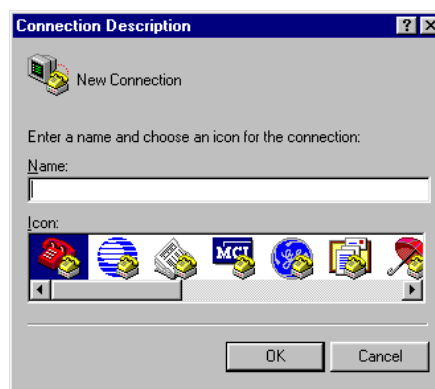 Connection Description
New Connection
Enter a name and choose an icon for the connection:
Name:
Icon:
MCI
OK Cancel